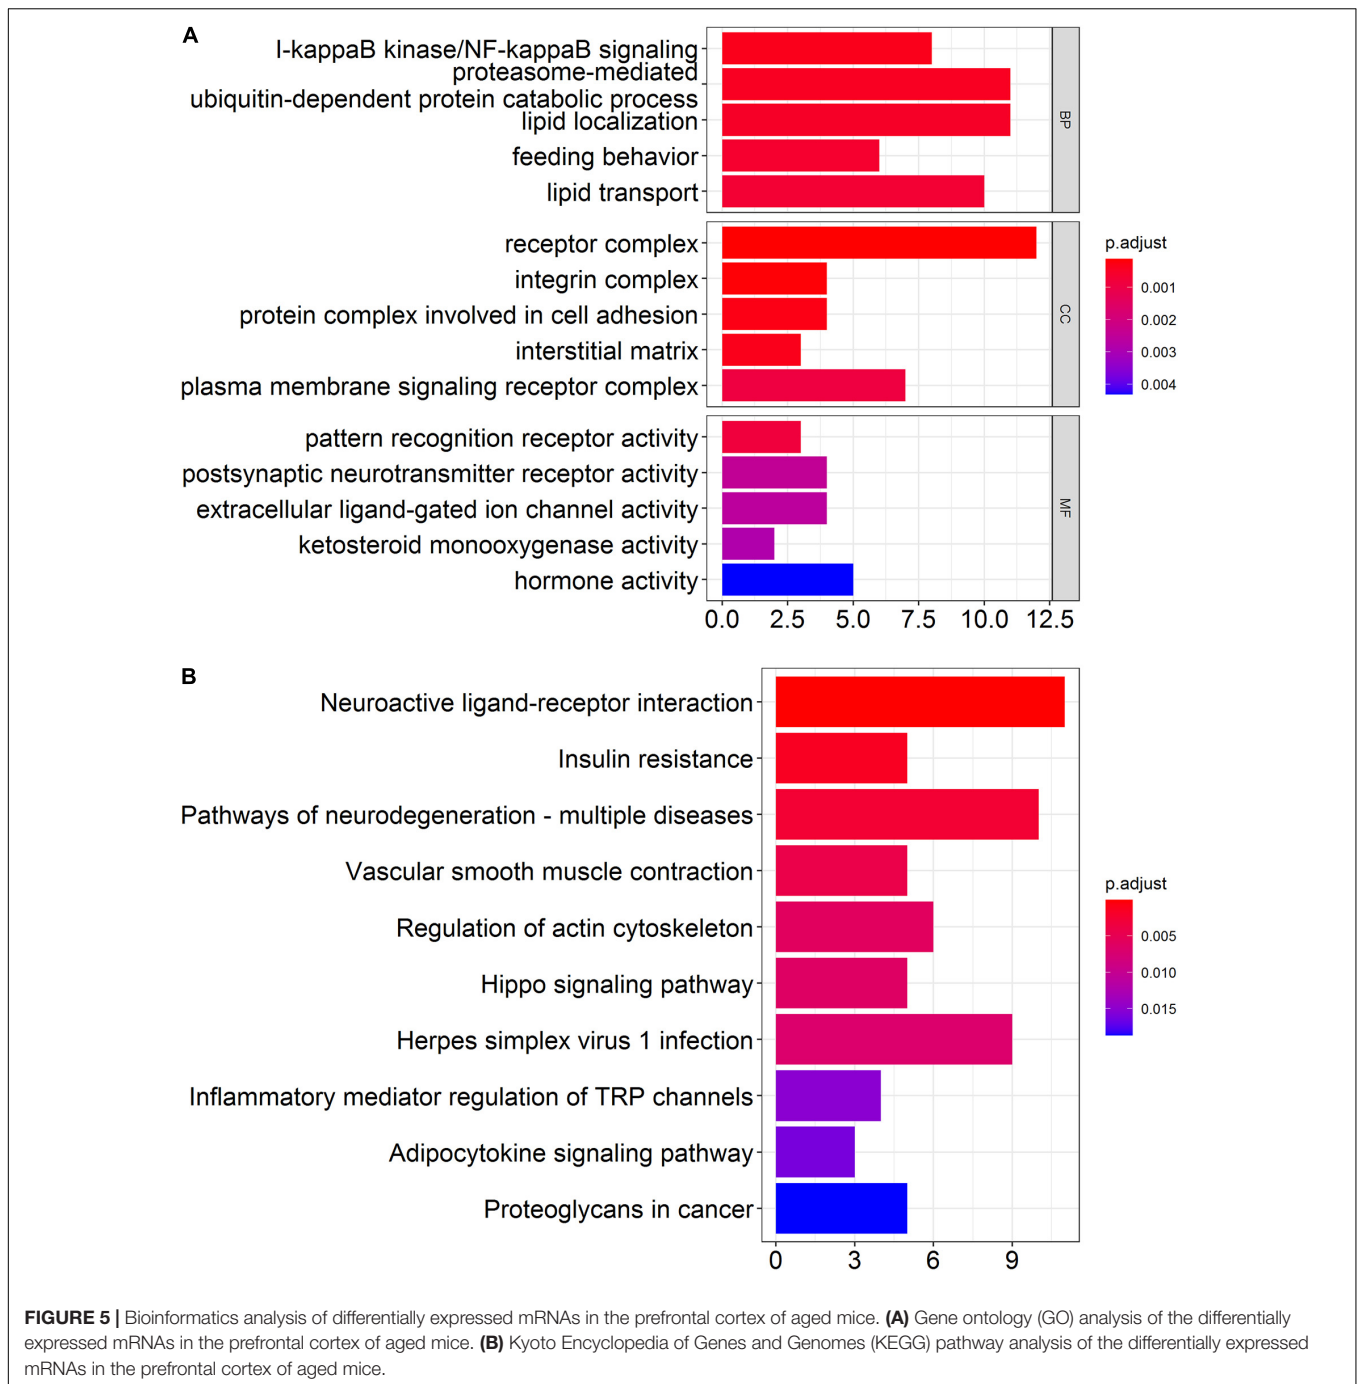 A
I-kappaB kinase/NF-kappaB signaling
proteasome-mediated
ubiquitin-dependent protein catabolic process
lipid localization
feeding behavior
lipid transport
BP
receptor complex
integrin complex
protein complex involved in cell adhesion
interstitial matrix
plasma membrane signaling receptor complex
CC
pattern recognition receptor activity
postsynaptic neurotransmitter receptor activity
extracellular ligand-gated ion channel activity
ketosteroid monooxygenase activity
hormone activity
MF
0.0 2.5 5.0 7.5 10.0 12.5
p.adjust
0.001
0.002
0.003
0.004
B
Neuroactive ligand-receptor interaction
Insulin resistance
Pathways of neurodegeneration - multiple diseases
Vascular smooth muscle contraction
Regulation of actin cytoskeleton
Hippo signaling pathway
Herpes simplex virus 1 infection
Inflammatory mediator regulation of TRP channels
Adipocytokine signaling pathway
Proteoglycans in cancer
0 3 6 9
p.adjust
0.005
0.010
0.015
FIGURE 5 | Bioinformatics analysis of differentially expressed mRNAs in the prefrontal cortex of aged mice. (A) Gene ontology (GO) analysis of the differentially
expressed mRNAs in the prefrontal cortex of aged mice. (B) Kyoto Encyclopedia of Genes and Genomes (KEGG) pathway analysis of the differentially expressed
mRNAs in the prefrontal cortex of aged mice.